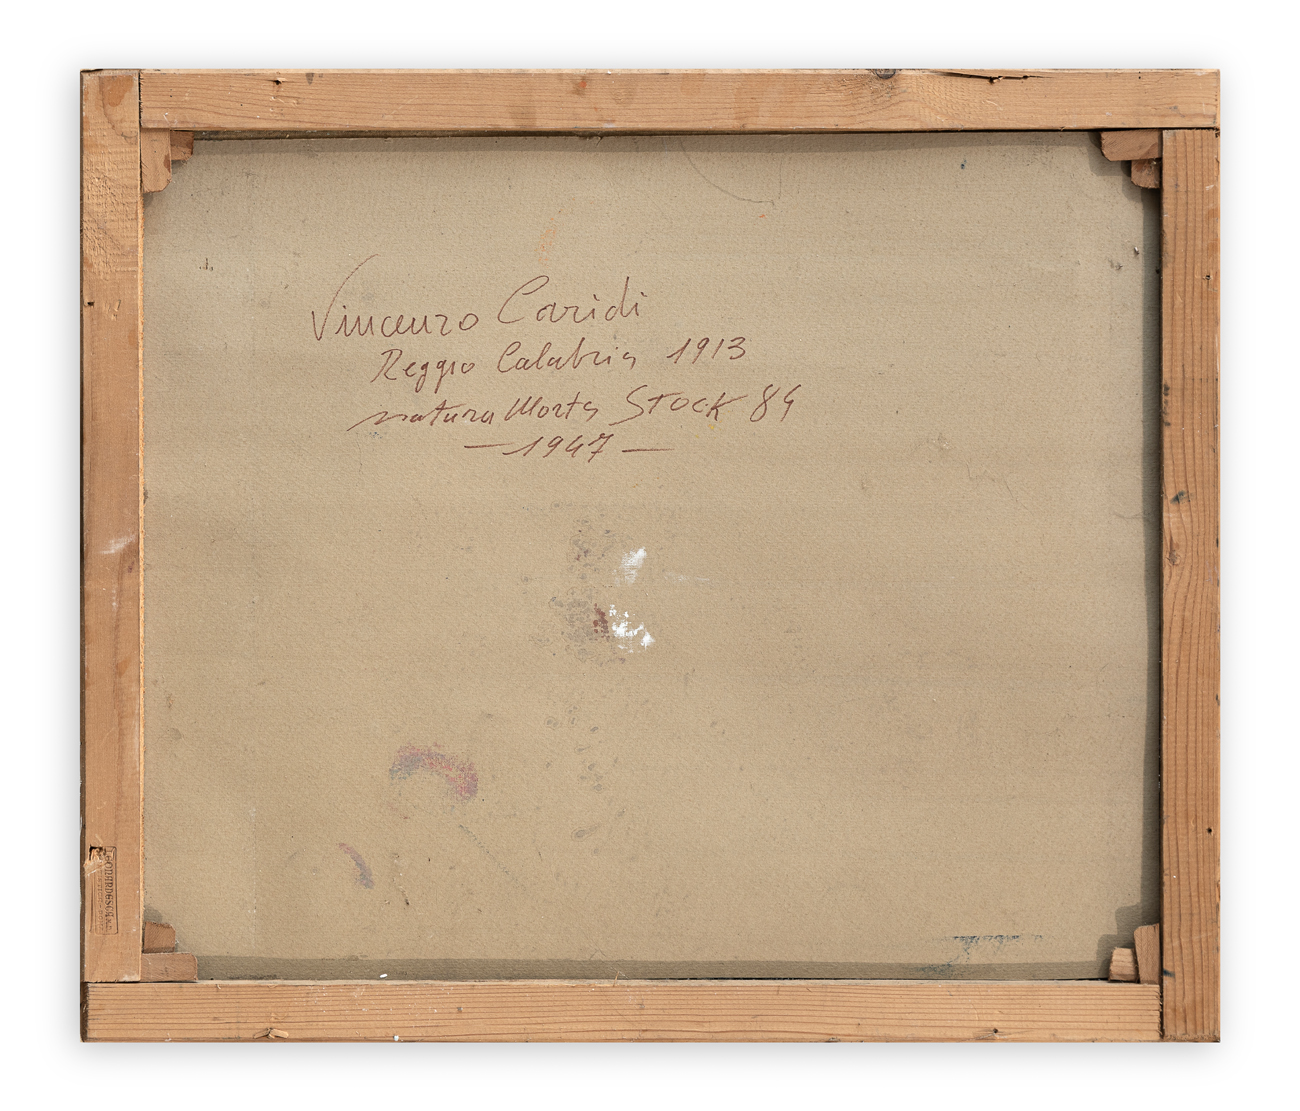 Vincenzo Caridi
Reggio Calabria 1913
natura Morta Stock 84
— 1947 —